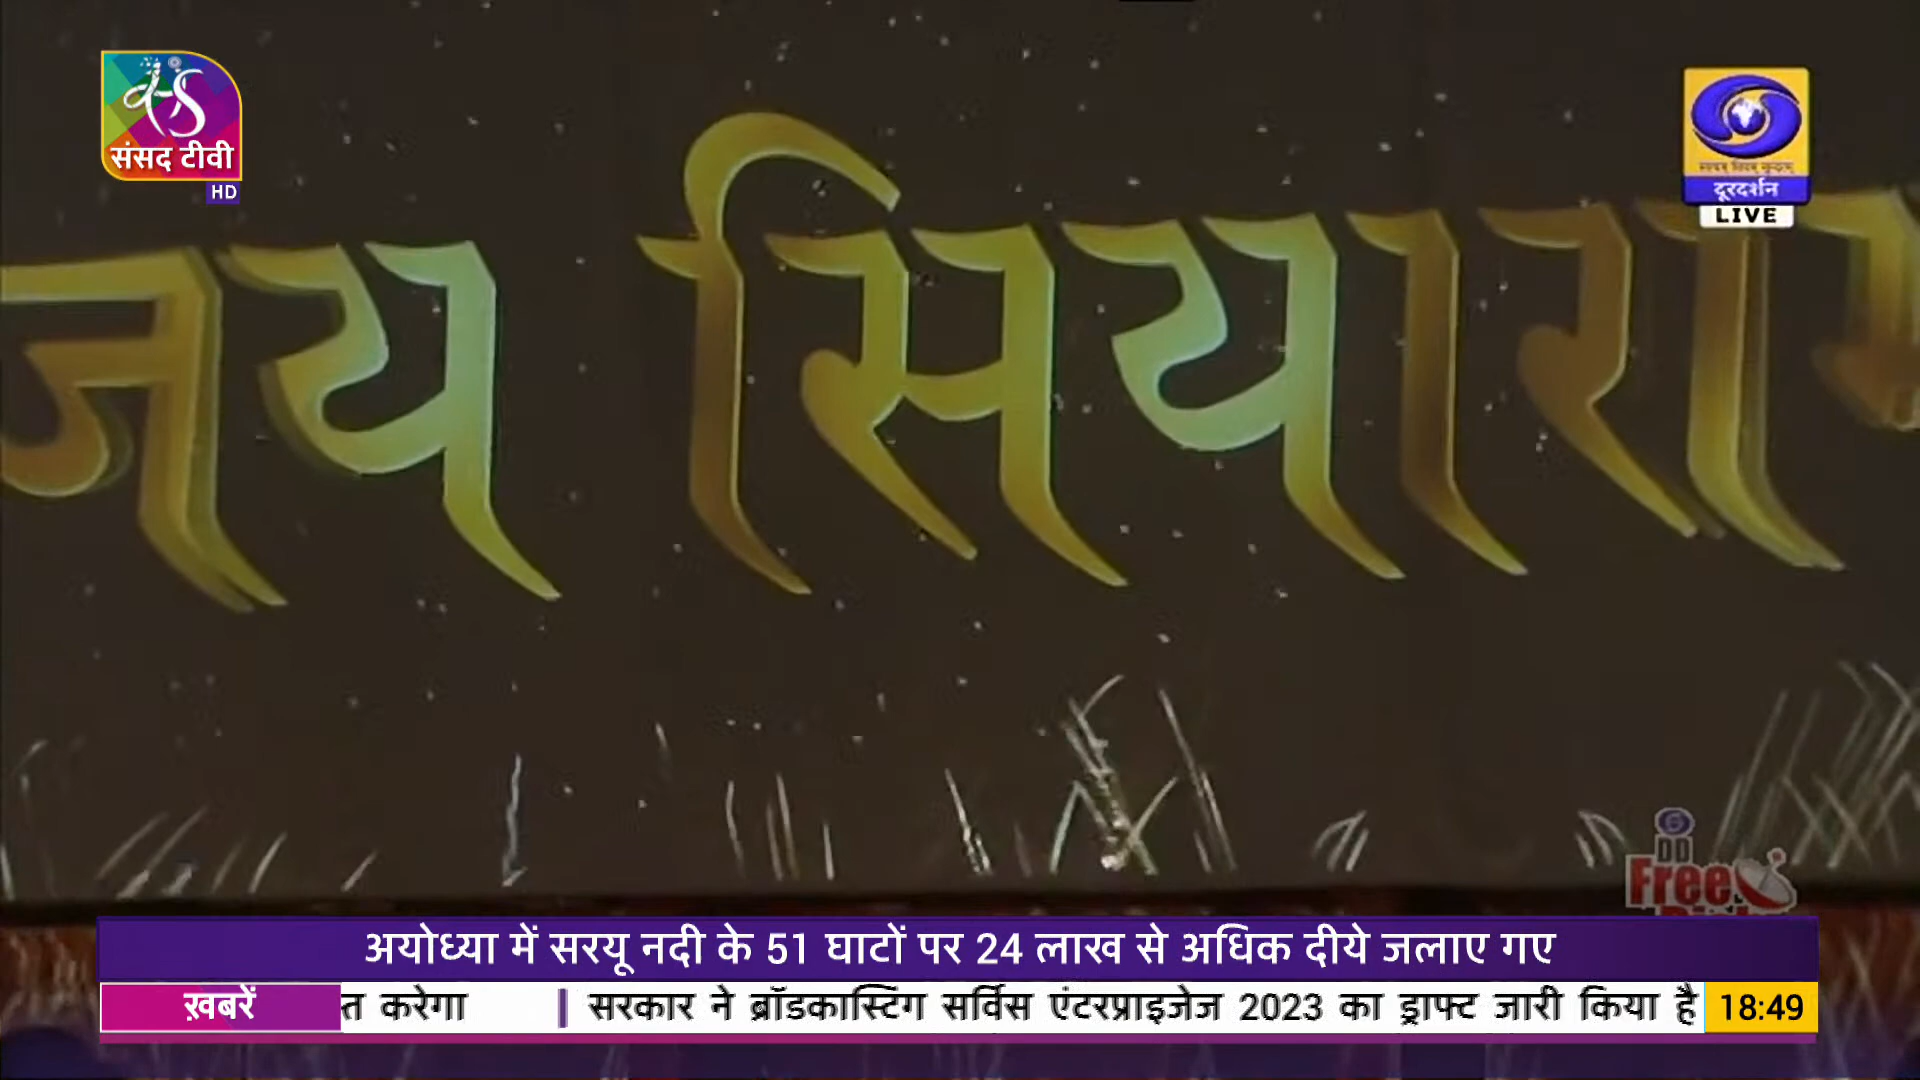 संसद टीवी
HD
दूरदर्शन
LIVE
जय सियाराम
DD
Free
अयोध्या में सरयू नदी के 51 घाटों पर 24 लाख से अधिक दीये जलाए गए
ख़बरें
त करेगा | सरकार ने ब्रॉडकास्टिंग सर्विस एंटरप्राइजेज 2023 का ड्राफ्ट जारी किया है
18:49